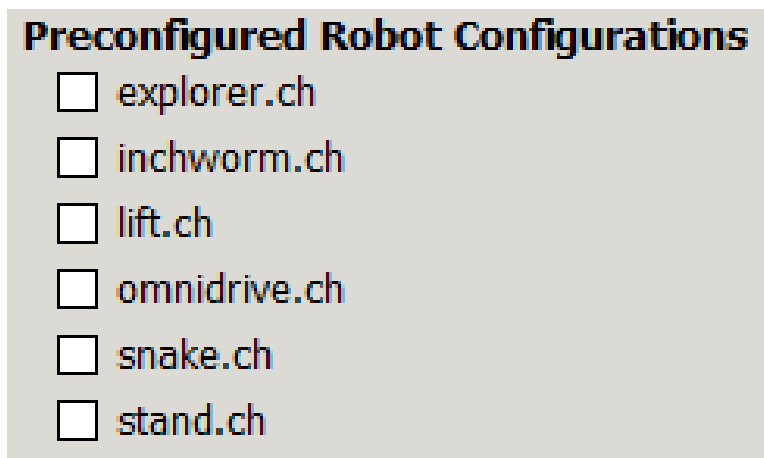 Preconfigured Robot Configurations
explorer.ch
inchworm.ch
lift.ch
omnidrive.ch
snake.ch
stand.ch